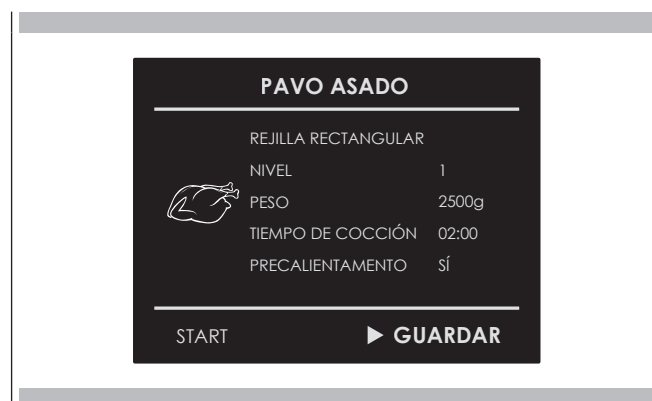 PAVO ASADO
REJILLA RECTANGULAR
NIVEL 1
PESO 2500g
TIEMPO DE COCCIÓN 02:00
PRECALIENTAMENTO SÍ
START ▶ GUARDAR